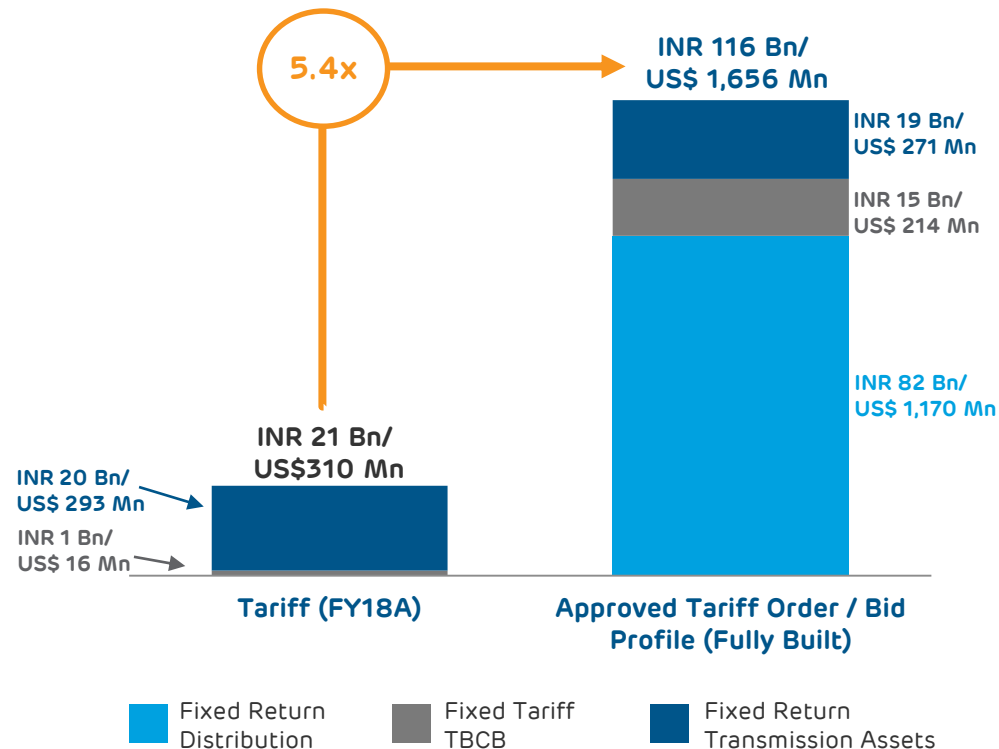 5.4x
INR 116 Bn/
US$ 1,656 Mn
INR 19 Bn/
US$ 271 Mn
INR 15 Bn/
US$ 214 Mn
INR 82 Bn/
US$ 1,170 Mn
INR 21 Bn/
US$310 Mn
INR 20 Bn/
US$ 293 Mn
INR 1 Bn/
US$ 16 Mn
Tariff (FY18A)
Approved Tariff Order / Bid
Profile (Fully Built)
Fixed Return
Distribution
Fixed Tariff
TBCB
Fixed Return
Transmission Assets